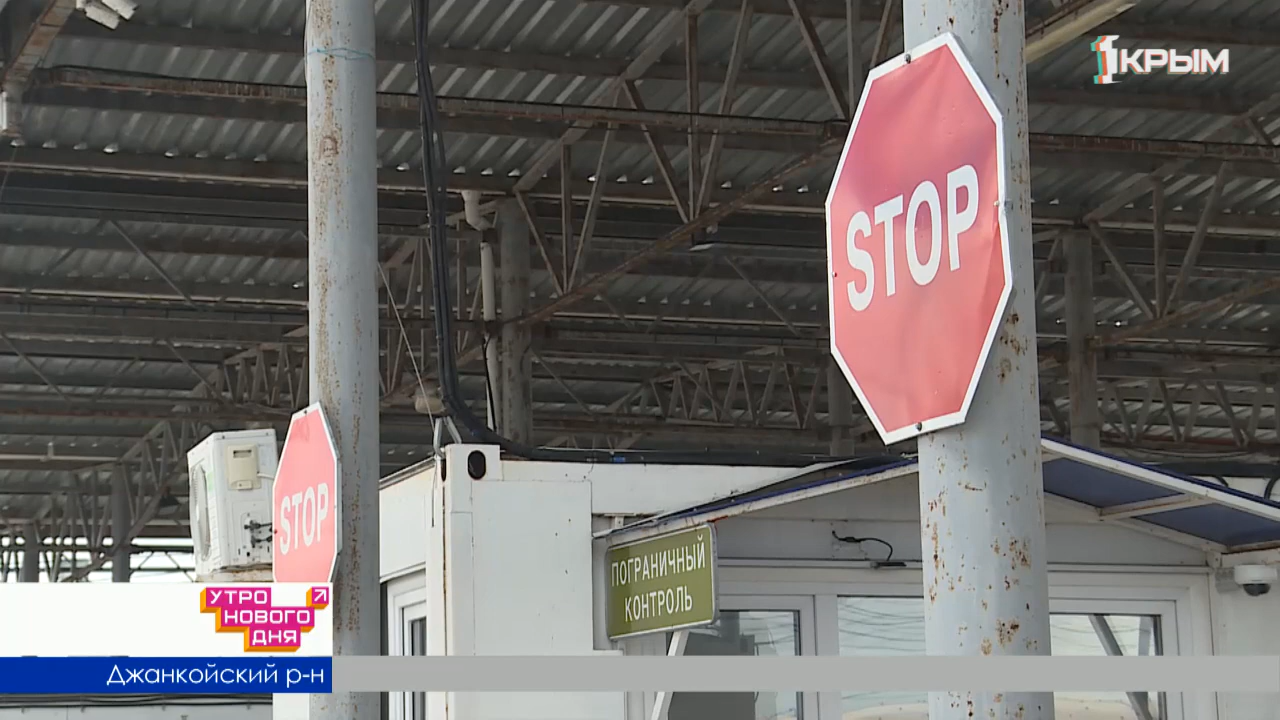 1КРЫМ
STOP
STOP
ПОГРАНИЧНЫЙ
КОНТРОЛЬ
УТРО
НОВОГО
ДНЯ
Джанкойский р-н